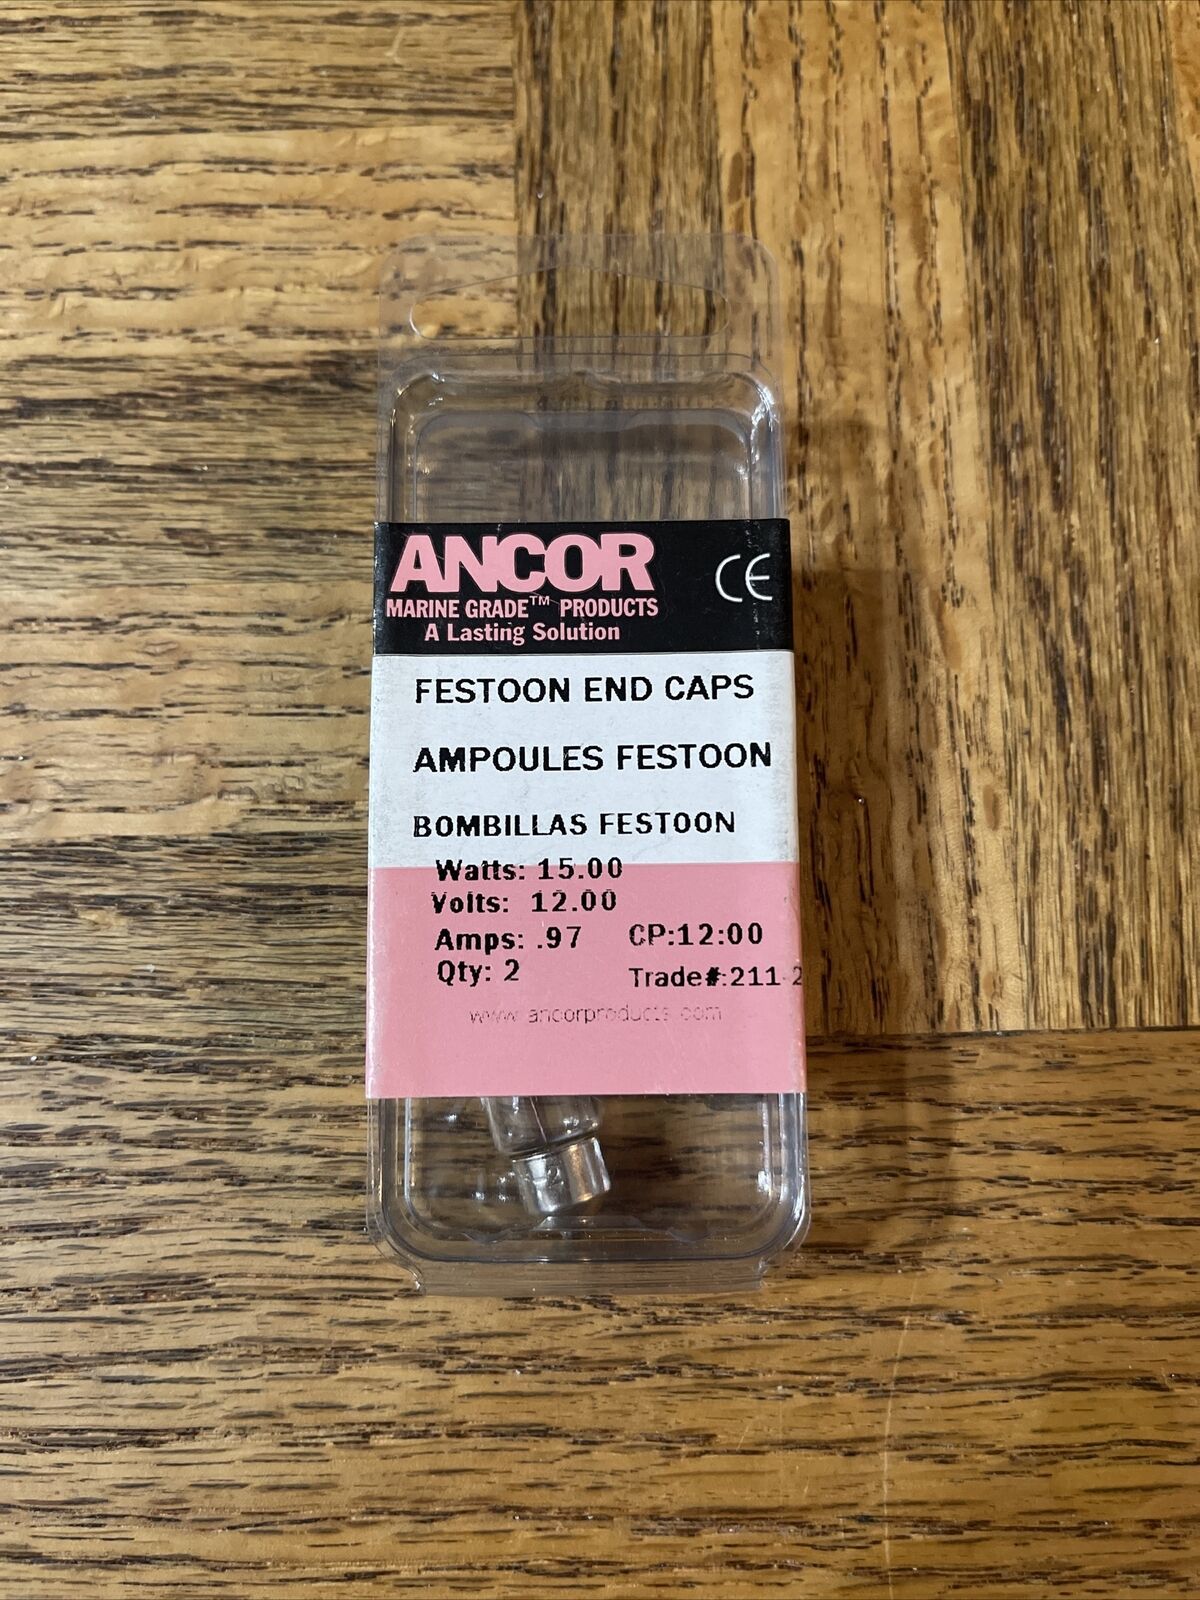 ANCOR
CE
MARINE GRADE™ PRODUCTS
A Lasting Solution
FESTOON END CAPS
AMPOULES FESTOON
BOMBILLAS FESTOON
Watts: 15.00
Volts: 12.00
Amps: .97 CP:12:00
Qty: 2 Trade#:211-2
www.ancorproducts.com